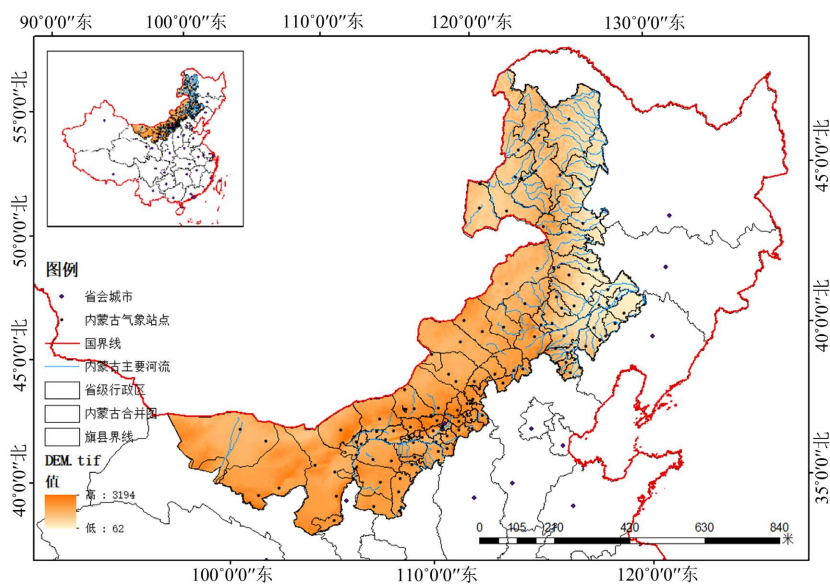 90°0′0″东
100°0′0″东
110°0′0″东
120°0′0″东
130°0′0″东
55°0′0″北
50°0′0″北
45°0′0″北
40°0′0″北
45°0′0″北
40°0′0″北
35°0′0″北
图例
省会城市
内蒙古气象站点
国界线
内蒙古主要河流
省级行政区
内蒙古合并图
旗县界线
DEM.tif
值
高 : 3194
低 : 62
0 105 210 420 630 840
米
100°0′0″东
110°0′0″东
120°0′0″东